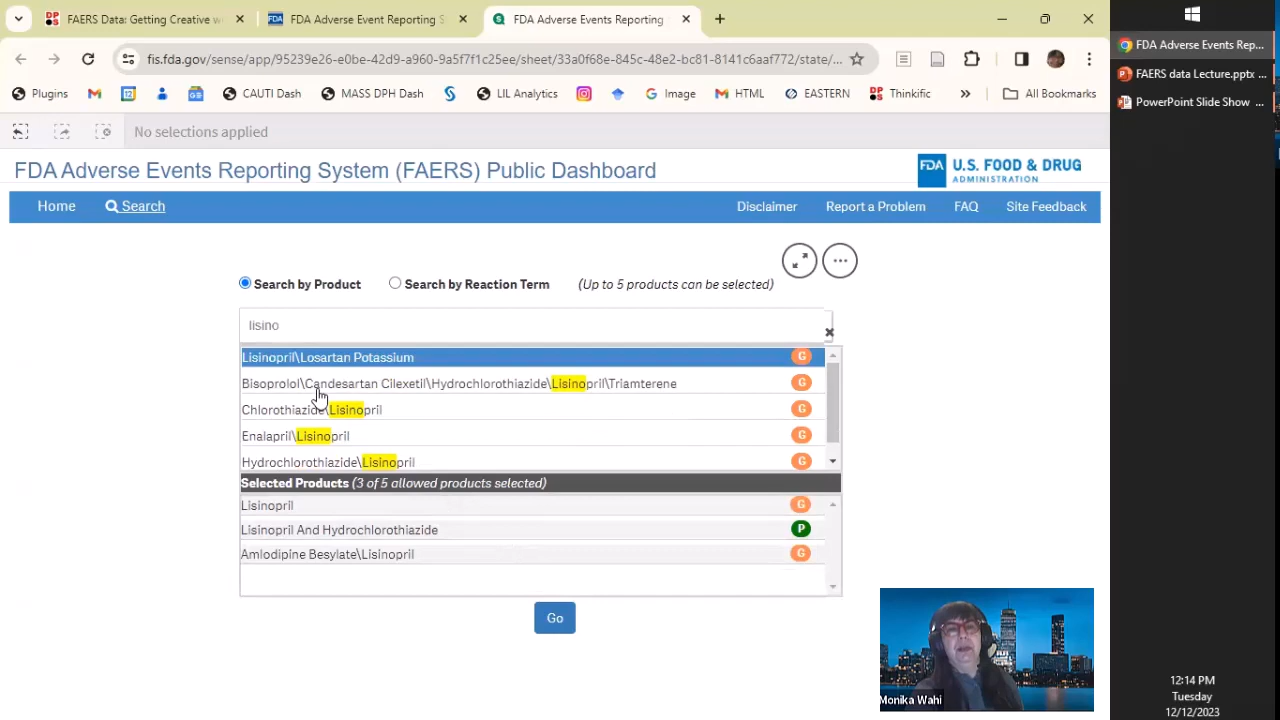 FAERS Data: Getting Creative w
FDA Adverse Event Reporting S
FDA Adverse Events Reporting
fis.fda.gov/sense/app/95239e26-e0be-42d9-a960-9a5f7f1c25ee/sheet/33a0f68e-845c-48e2-bc81-8141c6aaf772/state/...
Plugins
CAUTI Dash
MASS DPH Dash
LIL Analytics
Image
HTML
EASTERN
Thinkific
All Bookmarks
No selections applied
FDA Adverse Events Reporting System (FAERS) Public Dashboard
FDA U.S. FOOD & DRUG
ADMINISTRATION
Home
Search
Disclaimer
Report a Problem
FAQ
Site Feedback
Search by Product
Search by Reaction Term
(Up to 5 products can be selected)
lisino
Lisinopril\Losartan Potassium G
Bisoprolol\Candesartan Cilexetil\Hydrochlorothiazide\Lisinopril\Triamterene G
Chlorothiazide\Lisinopril G
Enalapril\Lisinopril G
Hydrochlorothiazide\Lisinopril G
Selected Products (3 of 5 allowed products selected)
Lisinopril G
Lisinopril And Hydrochlorothiazide P
Amlodipine Besylate\Lisinopril G
Go
Monika Wahi
FDA Adverse Events Rep...
FAERS data Lecture.pptx ...
PowerPoint Slide Show ...
12:14 PM
Tuesday
12/12/2023